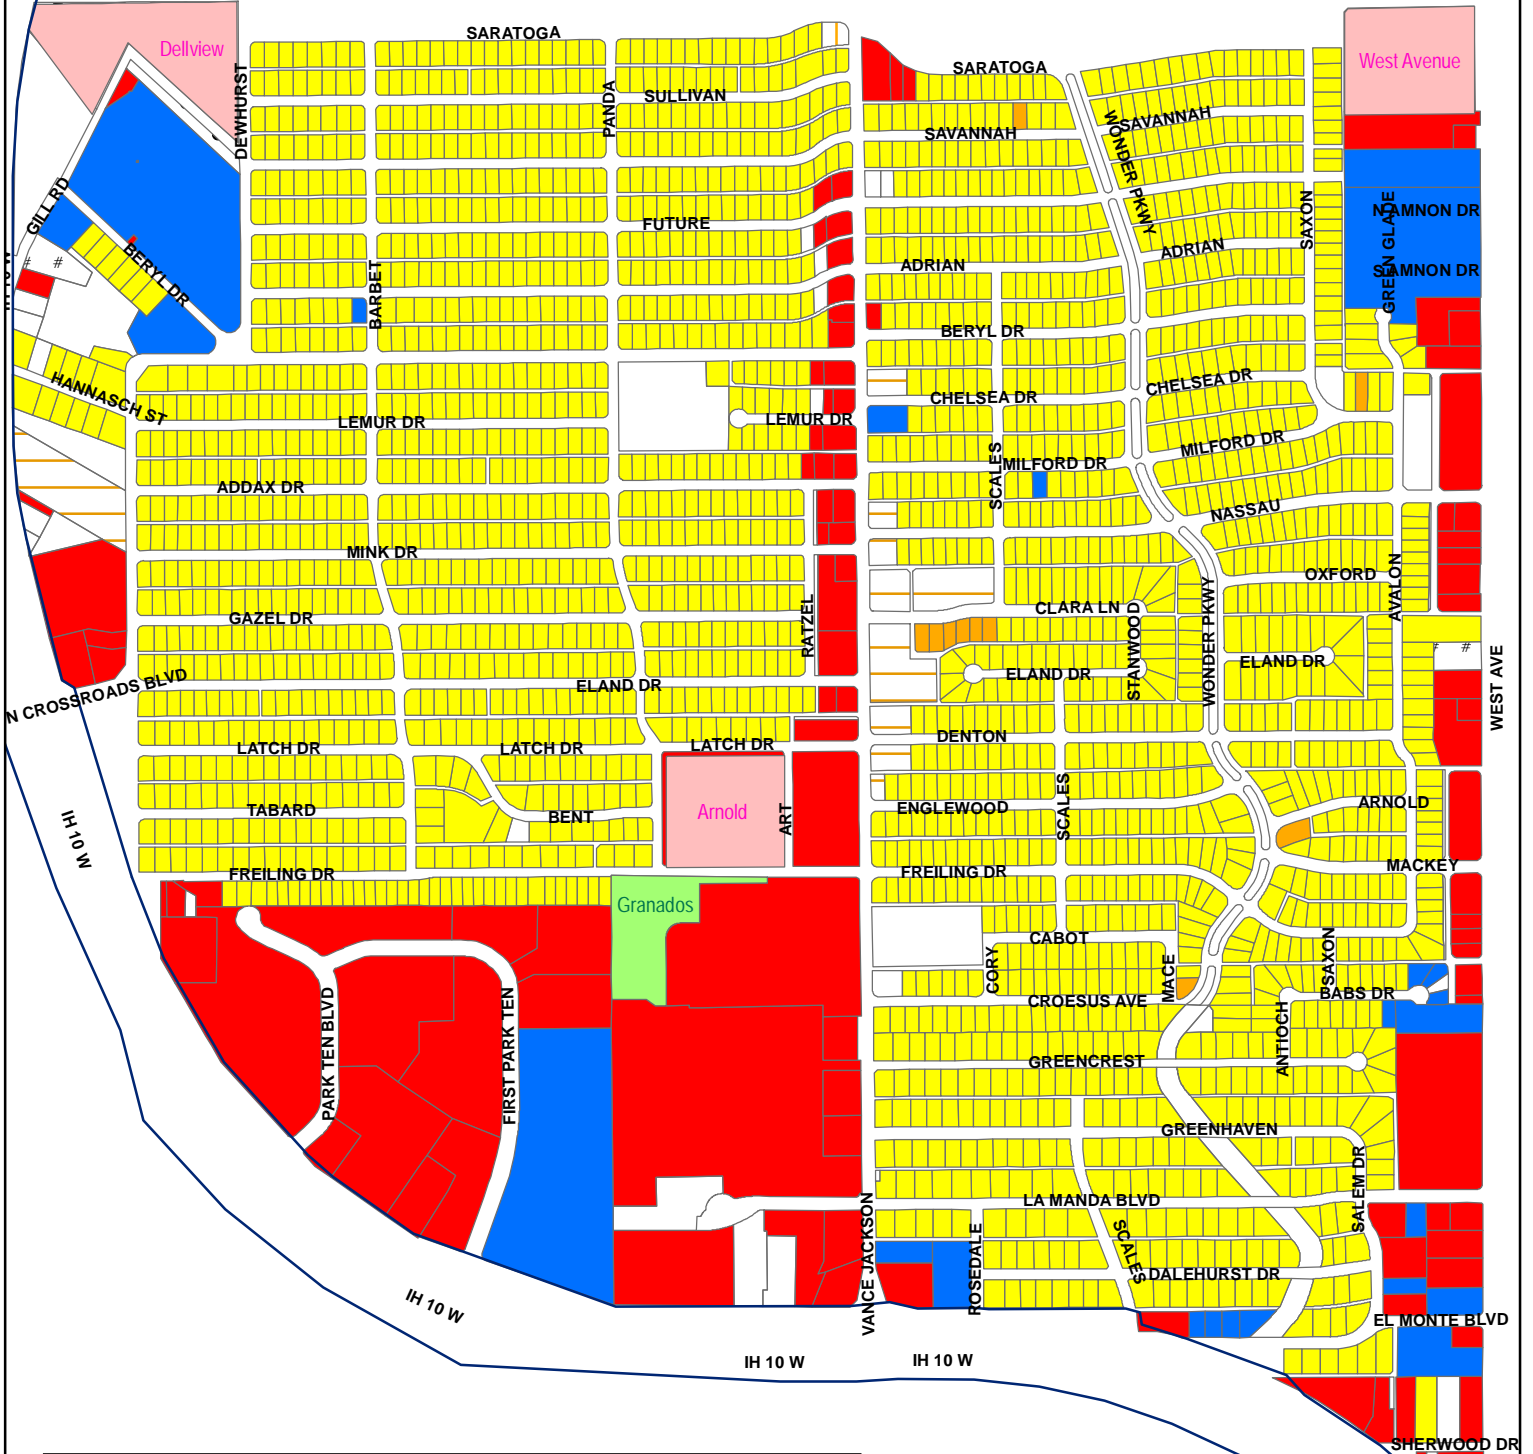 SARATOGA
Dellview
West Avenue
SARATOGA
DEWHURST
PANDA
SULLIVAN
SAVANNAH
WONDER PKWY
SAVANNAH
GILL RD
FUTURE
SAXON
GREEN GLADE
N AMNON DR
BERYL DR
ADRIAN
ADRIAN
S AMNON DR
IH 10 W
# #
BARBET
BERYL DR
HANNASCH ST
CHELSEA DR
CHELSEA DR
LEMUR DR
LEMUR DR
MILFORD DR
SCALES
MILFORD DR
ADDAX DR
NASSAU
MINK DR
OXFORD
AVALON
GAZEL DR
RATZEL
CLARA LN
STANWOOD
WONDER PKWY
# #
N CROSSROADS BLVD
ELAND DR
ELAND DR
ELAND DR
WEST AVE
LATCH DR
LATCH DR
LATCH DR
DENTON
IH 10 W
TABARD
BENT
Arnold
ART
ENGLEWOOD
SCALES
ARNOLD
FREILING DR
FREILING DR
MACKEY
Granados
CABOT
CORY
MACE
SAXON
PARK TEN BLVD
FIRST PARK TEN
CROESUS AVE
BABS DR
ANTIOCH
GREENCREST
GREENHAVEN
SALEM DR
LA MANDA BLVD
VANCE JACKSON
ROSEDALE
SCALES
DALEHURST DR
IH 10 W
EL MONTE BLVD
IH 10 W
IH 10 W
SHERWOOD DR